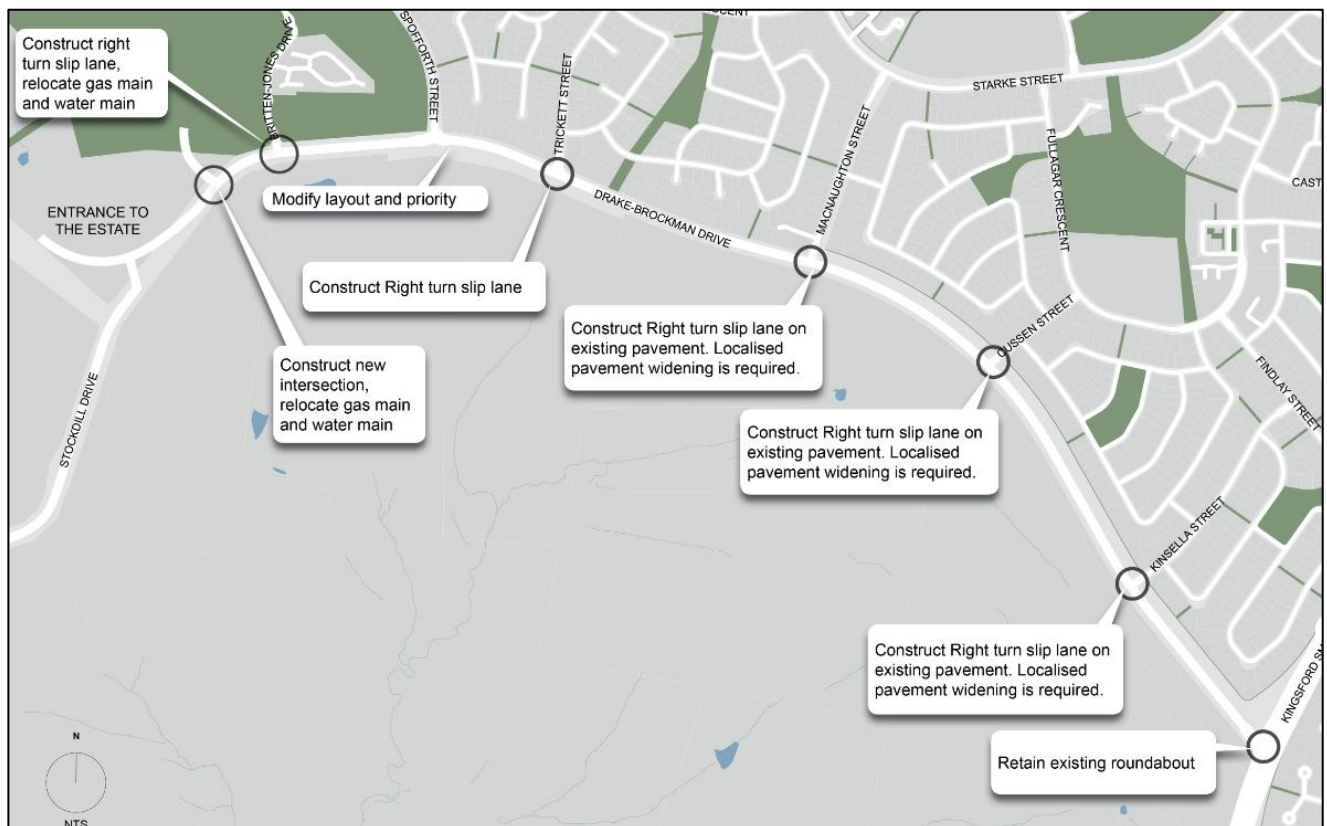 CENT
Construct right
turn slip lane,
relocate gas main
and water main
BRITTEN-JONES DRIVE
SPOFFORTH STREET
TRICKETT STREET
STARKE STREET
MACNAUGHTON STREET
FULLAGAR CRESCENT
CAST
Modify layout and priority
ENTRANCE TO
THE ESTATE
DRAKE-BROCKMAN DRIVE
Construct Right turn slip lane
Construct Right turn slip lane on
existing pavement. Localised
pavement widening is required.
CUSSEN STREET
Construct new
intersection,
relocate gas main
and water main
FINDLAY STREET
STOCKDILL DRIVE
Construct Right turn slip lane on
existing pavement. Localised
pavement widening is required.
KINSELLA STREET
Construct Right turn slip lane on
existing pavement. Localised
pavement widening is required.
KINGSFORD SM
Retain existing roundabout
N
NTS